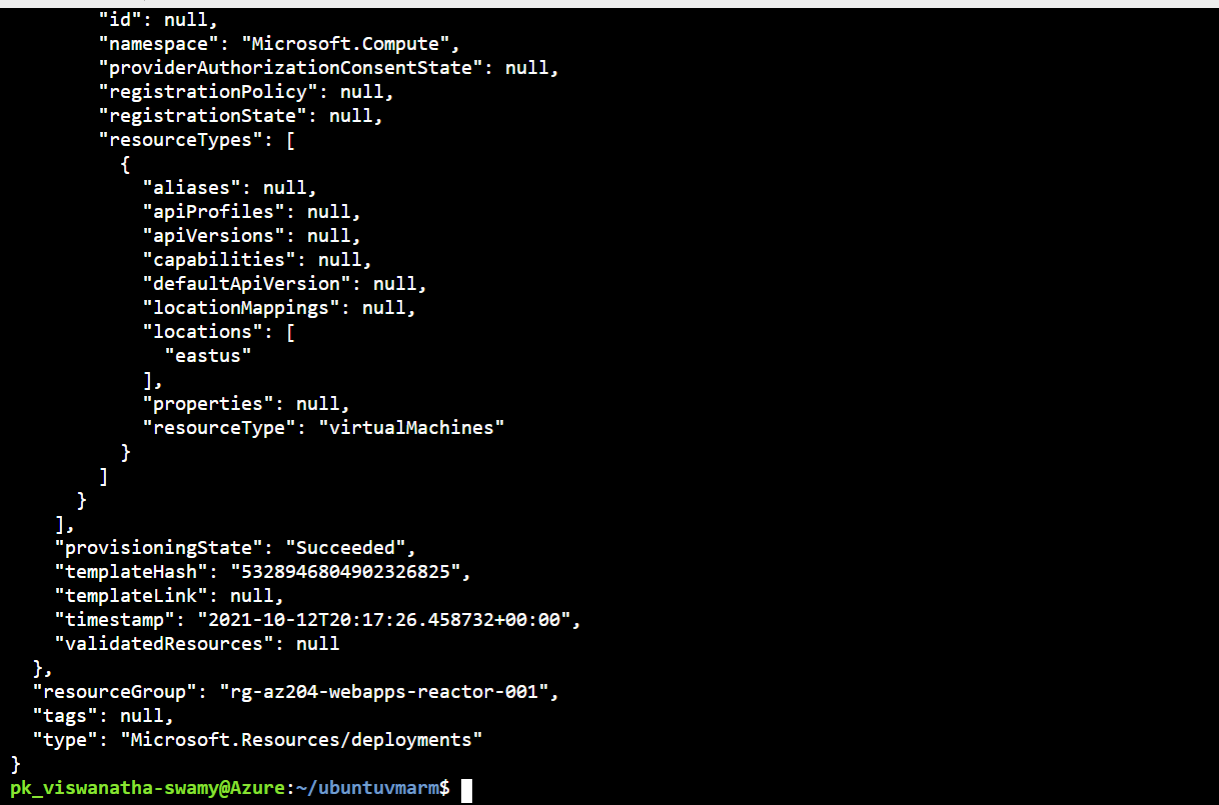 "id": null,
"namespace": "Microsoft.Compute",
"providerAuthorizationConsentState": null,
"registrationPolicy": null,
"registrationState": null,
"resourceTypes": [
{
"aliases": null,
"apiProfiles": null,
"apiVersions": null,
"capabilities": null,
"defaultApiVersion": null,
"locationMappings": null,
"locations": [
"eastus"
],
"properties": null,
"resourceType": "virtualMachines"
}
]
}
],
"provisioningState": "Succeeded",
"templateHash": "5328946804902326825",
"templateLink": null,
"timestamp": "2021-10-12T20:17:26.458732+00:00",
"validatedResources": null
},
"resourceGroup": "rg-az204-webapps-reactor-001",
"tags": null,
"type": "Microsoft.Resources/deployments"
}
pk_viswanatha-swamy@Azure:~/ubuntuvmarm$